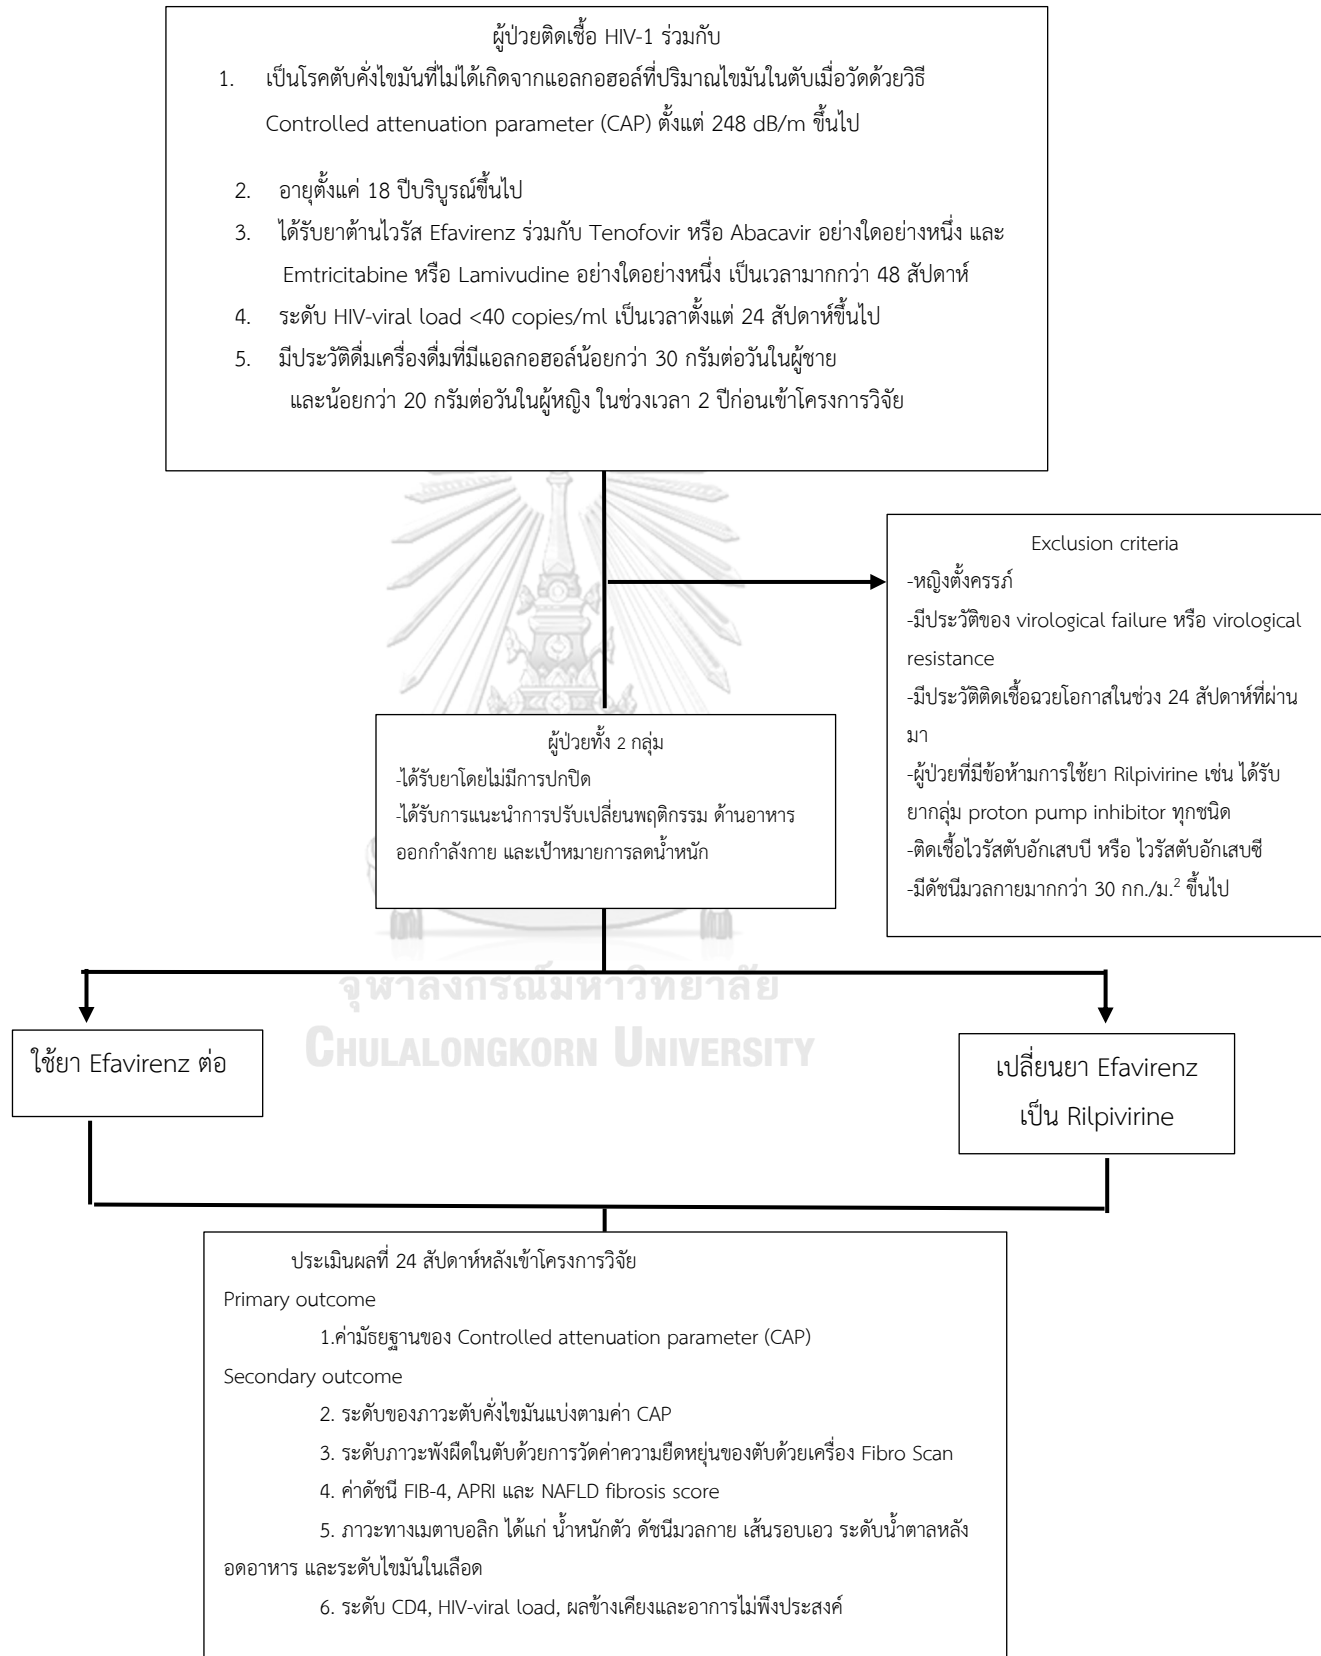 ผู้ป่วยติดเชื้อ HIV-1 ร่วมกับ
1. เป็นโรคตับคั่งไขมันที่ไม่ได้เกิดจากแอลกอฮอล์ที่ปริมาณไขมันในตับเมื่อวัดด้วยวิธี
Controlled attenuation parameter (CAP) ตั้งแต่ 248 dB/m ขึ้นไป
2. อายุตั้งแค่ 18 ปีบริบูรณ์ขึ้นไป
3. ได้รับยาต้านไวรัส Efavirenz ร่วมกับ Tenofovir หรือ Abacavir อย่างใดอย่างหนึ่ง และ
Emtricitabine หรือ Lamivudine อย่างใดอย่างหนึ่ง เป็นเวลามากกว่า 48 สัปดาห์
4. ระดับ HIV-viral load <40 copies/ml เป็นเวลาตั้งแต่ 24 สัปดาห์ขึ้นไป
5. มีประวัติดื่มเครื่องดื่มที่มีแอลกอฮอล์น้อยกว่า 30 กรัมต่อวันในผู้ชาย
และน้อยกว่า 20 กรัมต่อวันในผู้หญิง ในช่วงเวลา 2 ปีก่อนเข้าโครงการวิจัย
Exclusion criteria
-หญิงตั้งครรภ์
-มีประวัติของ virological failure หรือ virological
resistance
-มีประวัติติดเชื้อฉวยโอกาสในช่วง 24 สัปดาห์ที่ผ่าน
มา
-ผู้ป่วยที่มีข้อห้ามการใช้ยา Rilpivirine เช่น ได้รับ
ยากลุ่ม proton pump inhibitor ทุกชนิด
-ติดเชื้อไวรัสตับอักเสบบี หรือ ไวรัสตับอักเสบซี
-มีดัชนีมวลกายมากกว่า 30 กก./ม.² ขึ้นไป
ผู้ป่วยทั้ง 2 กลุ่ม
-ได้รับยาโดยไม่มีการปกปิด
-ได้รับการแนะนำการปรับเปลี่ยนพฤติกรรม ด้านอาหาร
ออกกำลังกาย และเป้าหมายการลดน้ำหนัก
จุฬาลงกรณ์มหาวิทยาลัย
CHULALONGKORN UNIVERSITY
ใช้ยา Efavirenz ต่อ
เปลี่ยนยา Efavirenz
เป็น Rilpivirine
ประเมินผลที่ 24 สัปดาห์หลังเข้าโครงการวิจัย
Primary outcome
1.ค่ามัธยฐานของ Controlled attenuation parameter (CAP)
Secondary outcome
2. ระดับของภาวะตับคั่งไขมันแบ่งตามค่า CAP
3. ระดับภาวะพังผืดในตับด้วยการวัดค่าความยืดหยุ่นของตับด้วยเครื่อง Fibro Scan
4. ค่าดัชนี FIB-4, APRI และ NAFLD fibrosis score
5. ภาวะทางเมตาบอลิก ได้แก่ น้ำหนักตัว ดัชนีมวลกาย เส้นรอบเอว ระดับน้ำตาลหลัง
อดอาหาร และระดับไขมันในเลือด
6. ระดับ CD4, HIV-viral load, ผลข้างเคียงและอาการไม่พึงประสงค์